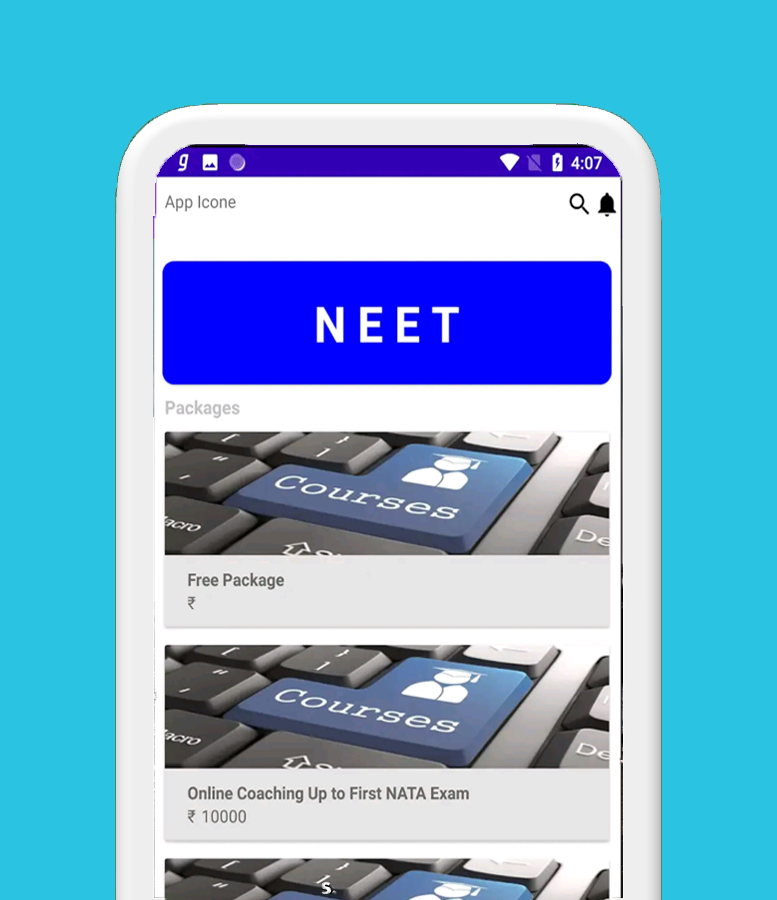 g 4:07
App Icone
NEET
Packages
Courses
Free Package
₹
Courses
Online Coaching Up to First NATA Exam
₹ 10000
S.